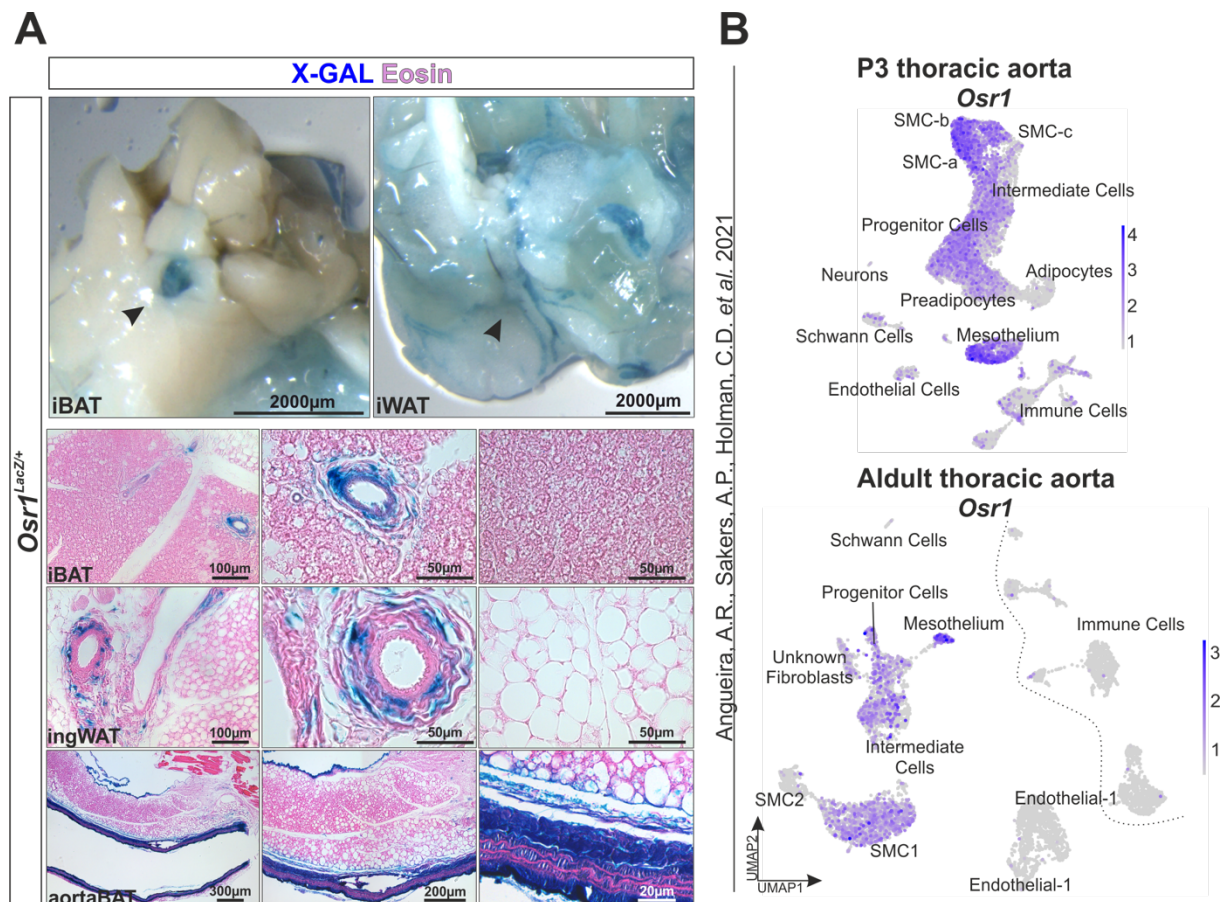 A
X-GAL Eosin
Osr1LacZ/+
iBAT
2000µm
iWAT
2000µm
iBAT
100µm
50µm
50µm
ingWAT
100µm
50µm
50µm
aortaBAT
300µm
200µm
20µm
B
Angueira, A.R., Sakers, A.P., Holman, C.D. et al. 2021
P3 thoracic aorta
Osr1
SMC-b
SMC-c
SMC-a
Intermediate Cells
Progenitor Cells
Neurons
Adipocytes
Preadipocytes
Schwann Cells
Mesothelium
Endothelial Cells
Immune Cells
4
3
2
1
Aldult thoracic aorta
Osr1
Schwann Cells
Progenitor Cells
Mesothelium
Immune Cells
Unknown
Fibroblasts
Intermediate
Cells
SMC2
Endothelial-1
SMC1
Endothelial-1
3
2
1
UMAP2
UMAP1